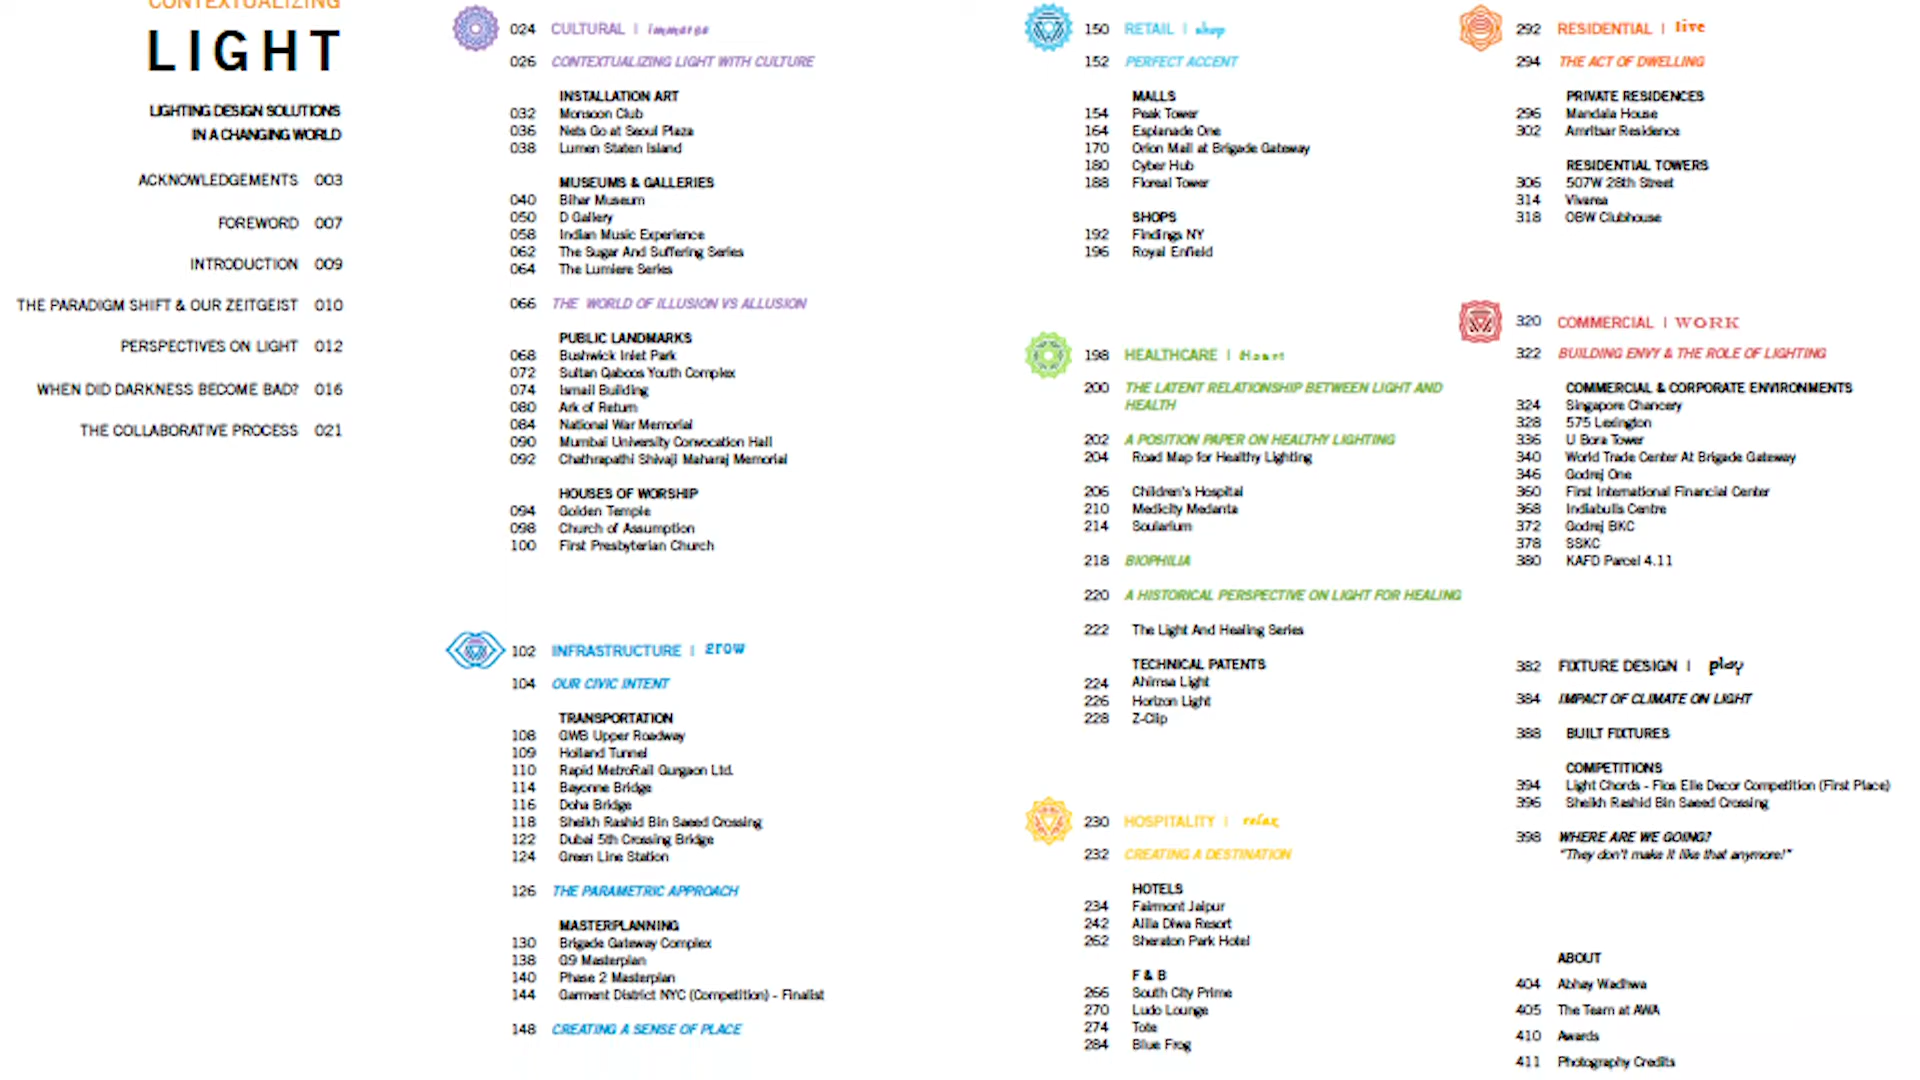 CONTEXTUALIZING
LIGHT
LIGHTING DESIGN SOLUTIONS
IN A CHANGING WORLD
ACKNOWLEDGEMENTS 003
FOREWORD 007
INTRODUCTION 009
THE PARADIGM SHIFT & OUR ZEITGEIST 010
PERSPECTIVES ON LIGHT 012
WHEN DID DARKNESS BECOME BAD? 016
THE COLLABORATIVE PROCESS 021
024 CULTURAL | immerse
026 CONTEXTUALIZING LIGHT WITH CULTURE
INSTALLATION ART
032 Monsoon Club
036 Nets Go at Seoul Plaza
038 Lumen Staten Island
MUSEUMS & GALLERIES
040 Bihar Museum
050 D Gallery
058 Indian Music Experience
062 The Sugar And Suffering Series
064 The Lumiere Series
066 THE WORLD OF ILLUSION VS ALLUSION
PUBLIC LANDMARKS
068 Bushwick Inlet Park
072 Sultan Qaboos Youth Complex
074 Ismail Building
080 Ark of Return
084 National War Memorial
090 Mumbai University Convocation Hall
092 Chathrapathi Shivaji Maharaj Memorial
HOUSES OF WORSHIP
094 Golden Temple
098 Church of Assumption
100 First Presbyterian Church
102 INFRASTRUCTURE | grow
104 OUR CIVIC INTENT
TRANSPORTATION
108 GWB Upper Roadway
109 Holland Tunnel
110 Rapid MetroRail Gurgaon Ltd.
114 Bayonne Bridge
116 Doha Bridge
118 Sheikh Rashid Bin Saeed Crossing
122 Dubai 5th Crossing Bridge
124 Green Line Station
126 THE PARAMETRIC APPROACH
MASTERPLANNING
130 Brigade Gateway Complex
138 G9 Masterplan
140 Phase 2 Masterplan
144 Garment District NYC (Competition) - Finalist
148 CREATING A SENSE OF PLACE
150 RETAIL | shop
152 PERFECT ACCENT
MALLS
154 Peak Tower
164 Esplanade One
170 Orion Mall at Brigade Gateway
180 Cyber Hub
188 Floreal Tower
SHOPS
192 Findings NY
196 Royal Enfield
198 HEALTHCARE | Heart
200 THE LATENT RELATIONSHIP BETWEEN LIGHT AND
HEALTH
202 A POSITION PAPER ON HEALTHY LIGHTING
204 Road Map for Healthy Lighting
206 Children's Hospital
210 Medicity Medanta
214 Soularium
218 BIOPHILIA
220 A HISTORICAL PERSPECTIVE ON LIGHT FOR HEALING
222 The Light And Healing Series
TECHNICAL PATENTS
224 Ahimsa Light
226 Horizon Light
228 Z-Clip
230 HOSPITALITY | relax
232 CREATING A DESTINATION
HOTELS
234 Fairmont Jaipur
242 Alila Diwa Resort
262 Sheraton Park Hotel
F & B
266 South City Prime
270 Ludo Lounge
274 Tote
284 Blue Frog
292 RESIDENTIAL | live
294 THE ACT OF DWELLING
PRIVATE RESIDENCES
296 Mandala House
302 Amritsar Residence
RESIDENTIAL TOWERS
306 507W 28th Street
314 Vivarea
318 OBW Clubhouse
320 COMMERCIAL | WORK
322 BUILDING ENVY & THE ROLE OF LIGHTING
COMMERCIAL & CORPORATE ENVIRONMENTS
324 Singapore Chancery
328 575 Lexington
336 U Bora Tower
340 World Trade Center At Brigade Gateway
346 Godrej One
360 First International Financial Center
368 Indiabulls Centre
372 Godrej BKC
378 SSKC
380 KAFD Parcel 4.11
382 FIXTURE DESIGN | play
384 IMPACT OF CLIMATE ON LIGHT
388 BUILT FIXTURES
COMPETITIONS
394 Light Chords - Flos Elle Decor Competition (First Place)
396 Sheikh Rashid Bin Saeed Crossing
398 WHERE ARE WE GOING?
"They don't make it like that anymore!"
ABOUT
404 Abhay Wadhwa
405 The Team at AWA
410 Awards
411 Photography Credits